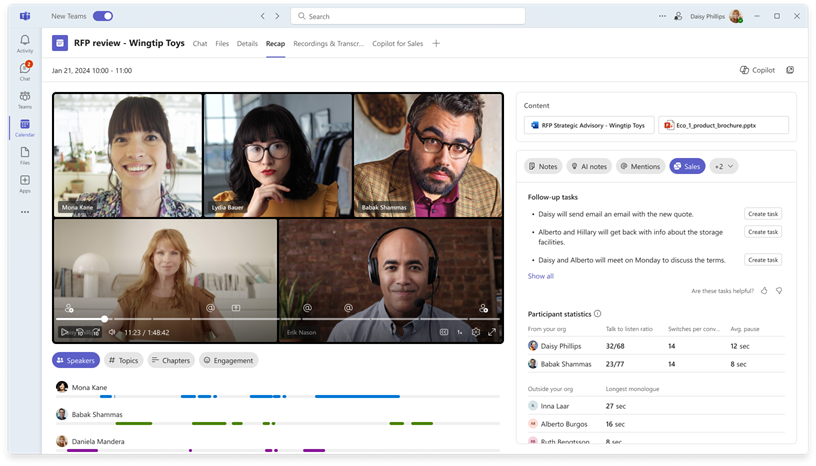 New Teams
Search
Daisy Phillips
Activity
Chat
2
Teams
Calendar
Files
Apps
RFP review - Wingtip Toys
Chat
Files
Details
Recap
Recordings & Transcr...
Copilot for Sales
Jan 21, 2024 10:00 - 11:00
Copilot
Mona Kane
Lydia Bauer
Babak Shammas
11:23 / 1:48:42
Erik Nason
Speakers
Topics
Chapters
Engagement
Mona Kane
Babak Shammas
Daniela Mandera
Content
RFP Strategic Advisory - Wingtip Toys
Eco_1_product_brochure.pptx
Notes
AI notes
Mentions
Sales
+2
Follow-up tasks
• Daisy will send email an email with the new quote.
Create task
• Alberto and Hillary will get back with info about the storage
facilities.
Create task
• Daisy and Alberto will meet on Monday to discuss the terms.
Create task
Show all
Are these tasks helpful?
Participant statistics
From your org Talk to listen ratio Switches per conv... Avg. pause
Daisy Phillips 32/68 14 12 sec
Babak Shammas 23/77 14 8 sec
Outside your org Longest monologue
Inna Laar 27 sec
Alberto Burgos 16 sec
Ruth Bengtsson 8 sec